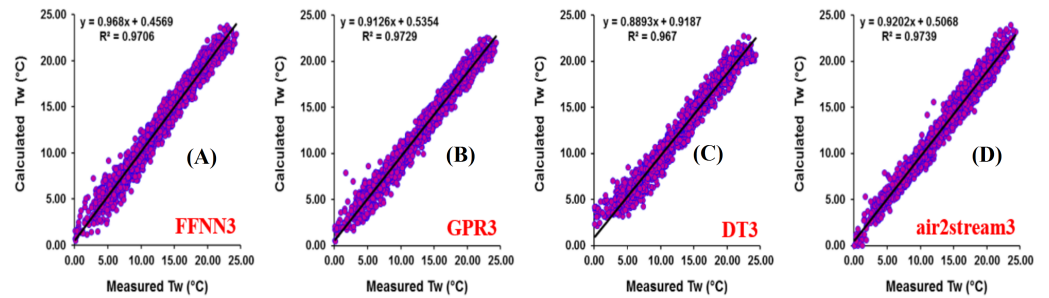 y = 0.968x + 0.4569
R² = 0.9706
25.00
20.00
15.00
10.00
5.00
0.00
Calculated Tw (°C)
(A)
FFNN3
0.00 5.00 10.00 15.00 20.00 25.00
Measured Tw (°C)
y = 0.9126x + 0.5354
R² = 0.9729
25.00
20.00
15.00
10.00
5.00
0.00
Calculated Tw (°C)
(B)
GPR3
0.00 5.00 10.00 15.00 20.00 25.00
Measured Tw (°C)
y = 0.8893x + 0.9187
R² = 0.967
25.00
20.00
15.00
10.00
5.00
0.00
Calculated Tw (°C)
(C)
DT3
0.00 5.00 10.00 15.00 20.00 25.00
Measured Tw (°C)
y = 0.9202x + 0.5068
R² = 0.9739
25.00
20.00
15.00
10.00
5.00
0.00
Calculated Tw (°C)
(D)
air2stream3
0.00 5.00 10.00 15.00 20.00 25.00
Measured Tw (°C)